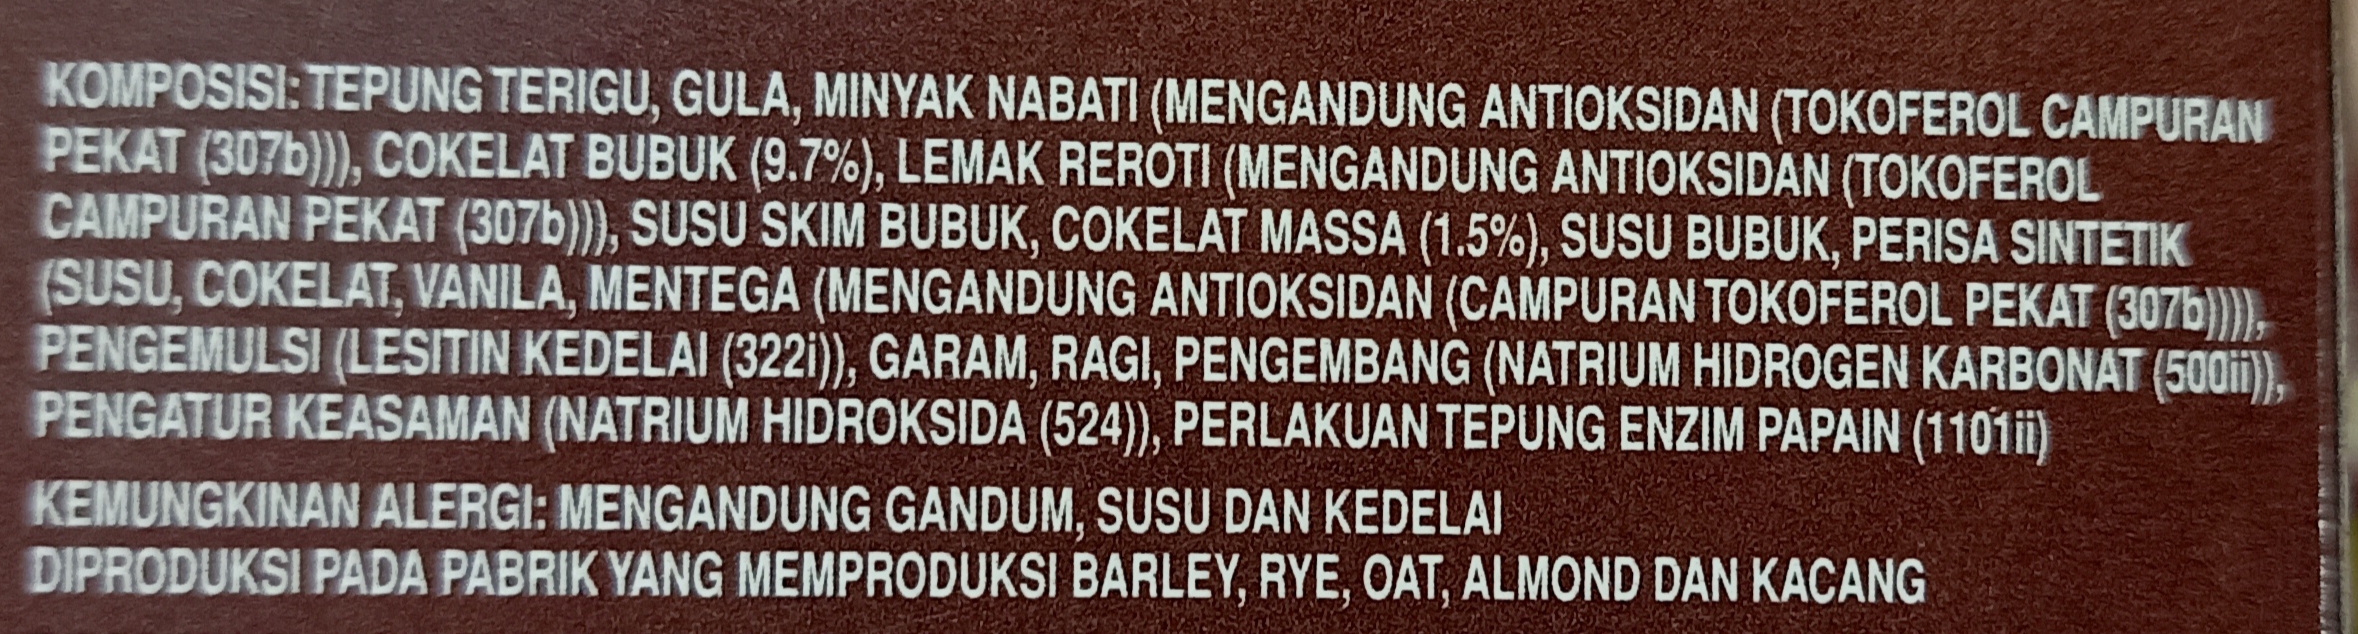 KOMPOSISI: TEPUNG TERIGU, GULA, MINYAK NABATI (MENGANDUNG ANTIOKSIDAN (TOKOFEROL CAMPURAN
PEKAT (307b))), COKELAT BUBUK (9.7%), LEMAK REROTI (MENGANDUNG ANTIOKSIDAN (TOKOFEROL
CAMPURAN PEKAT (307b))), SUSU SKIM BUBUK, COKELAT MASSA (1.5%), SUSU BUBUK, PERISA SINTETIK
(SUSU, COKELAT, VANILA, MENTEGA (MENGANDUNG ANTIOKSIDAN (CAMPURAN TOKOFEROL PEKAT (307b)))),
PENGEMULSI (LESITIN KEDELAI (322i)), GARAM, RAGI, PENGEMBANG (NATRIUM HIDROGEN KARBONAT (500ii)),
PENGATUR KEASAMAN (NATRIUM HIDROKSIDA (524)), PERLAKUAN TEPUNG ENZIM PAPAIN (1101ii)
KEMUNGKINAN ALERGI: MENGANDUNG GANDUM, SUSU DAN KEDELAI
DIPRODUKSI PADA PABRIK YANG MEMPRODUKSI BARLEY, RYE, OAT, ALMOND DAN KACANG